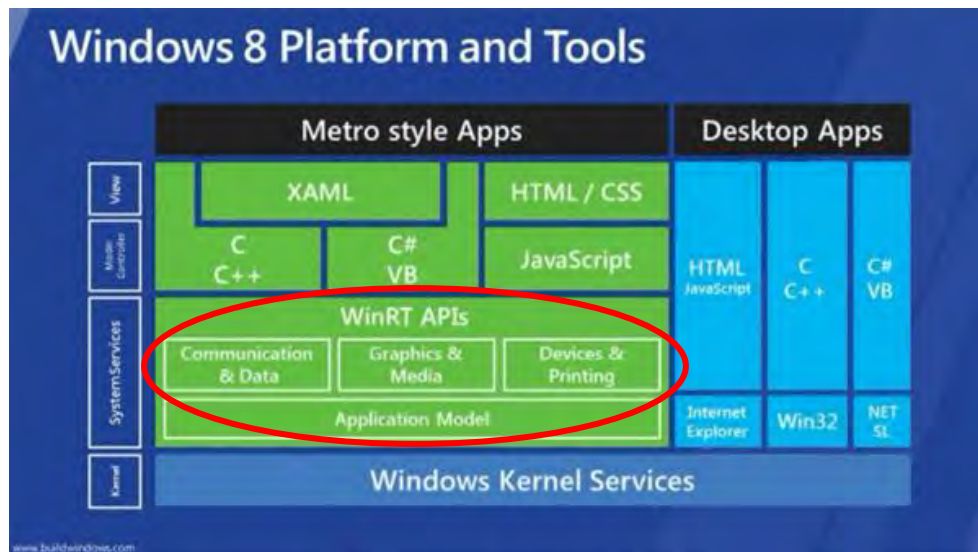 Windows 8 Platform and Tools
Metro style Apps
Desktop Apps
View
XAML
HTML / CSS
Model
Controller
C
C++
C#
VB
JavaScript
HTML
JavaScript
C
C++
C#
VB
System Services
WinRT APIs
Communication
& Data
Graphics &
Media
Devices &
Printing
Application Model
Internet
Explorer
Win32
NET
SL
Kernel
Windows Kernel Services
www.buildwindows.com